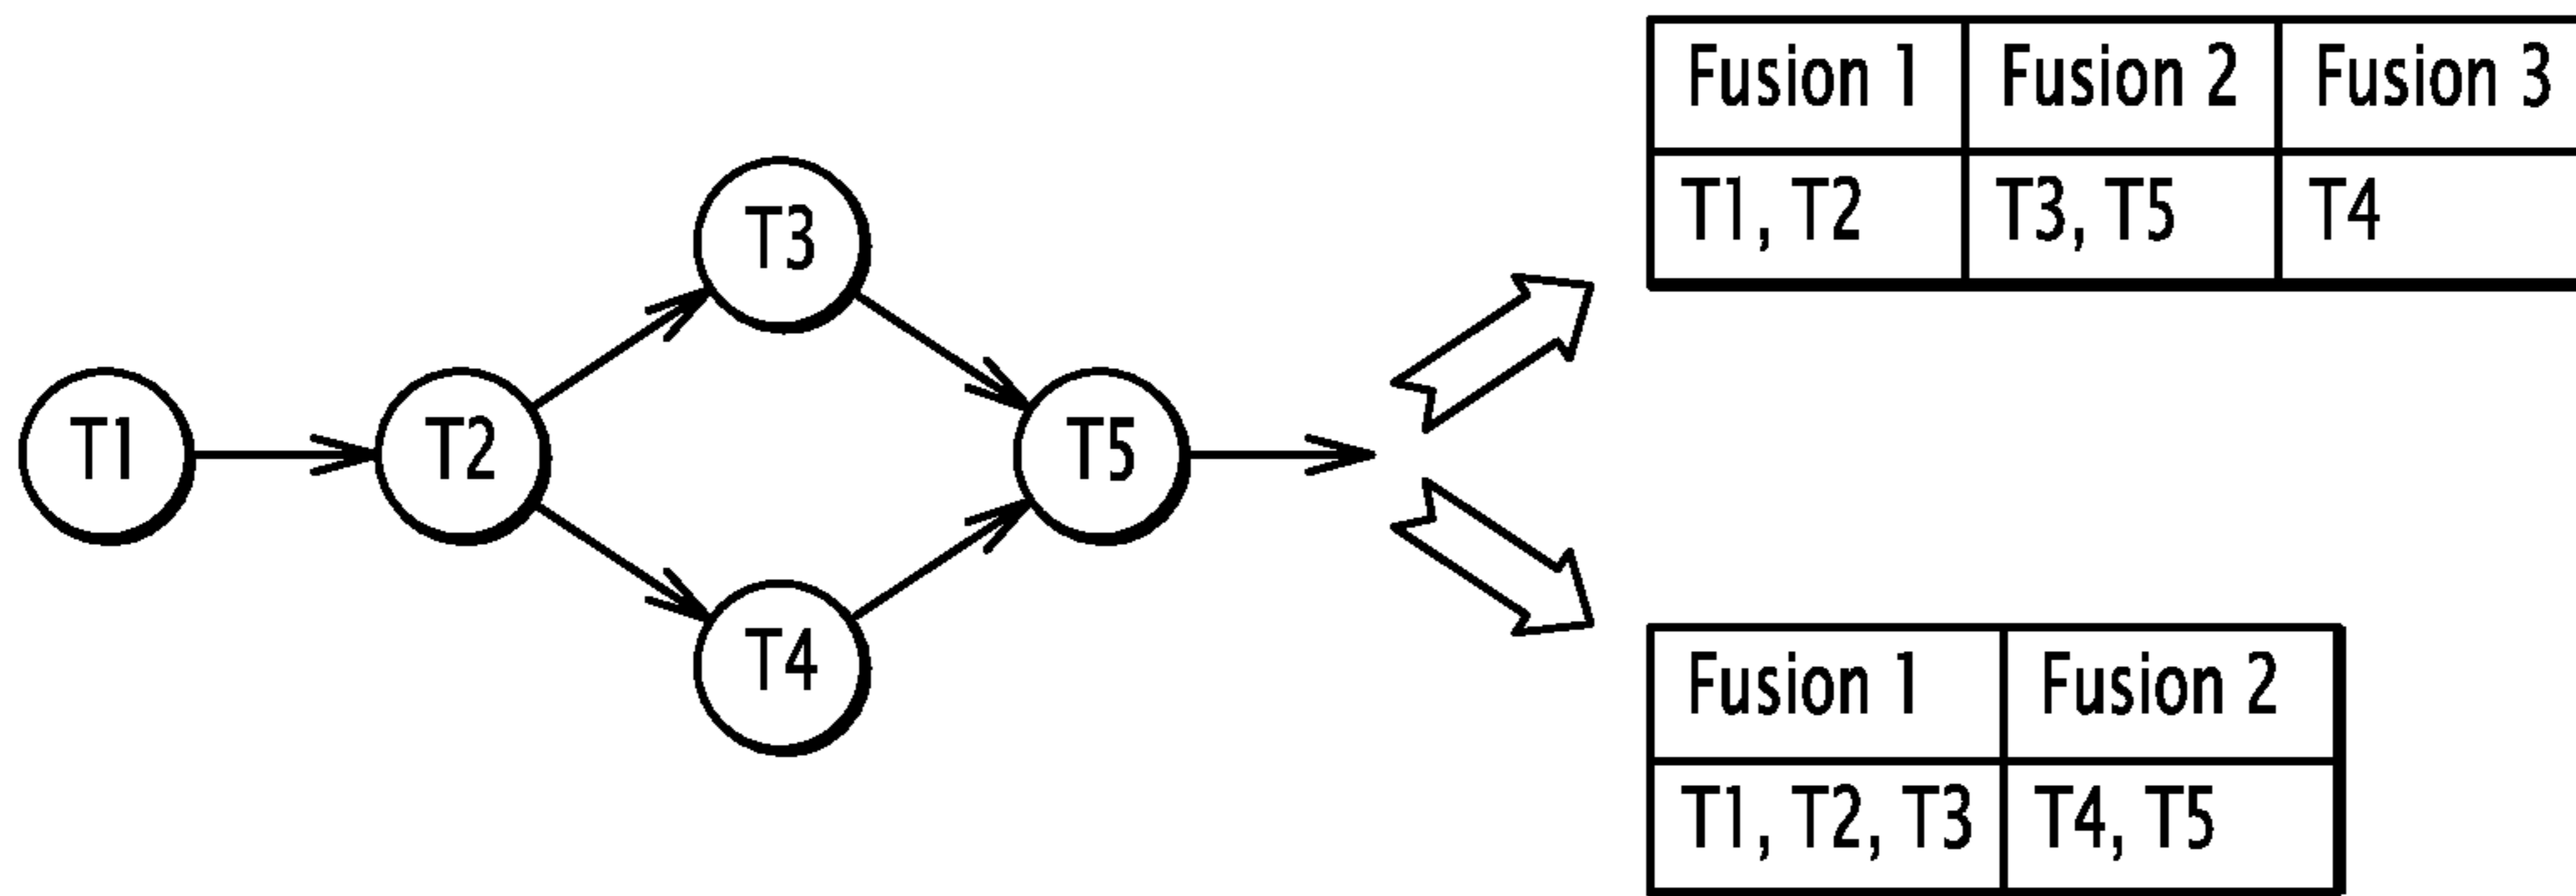 T1
T2
T3
T4
T5
Fusion 1 Fusion 2 Fusion 3
T1, T2 T3, T5 T4
Fusion 1 Fusion 2
T1, T2, T3 T4, T5